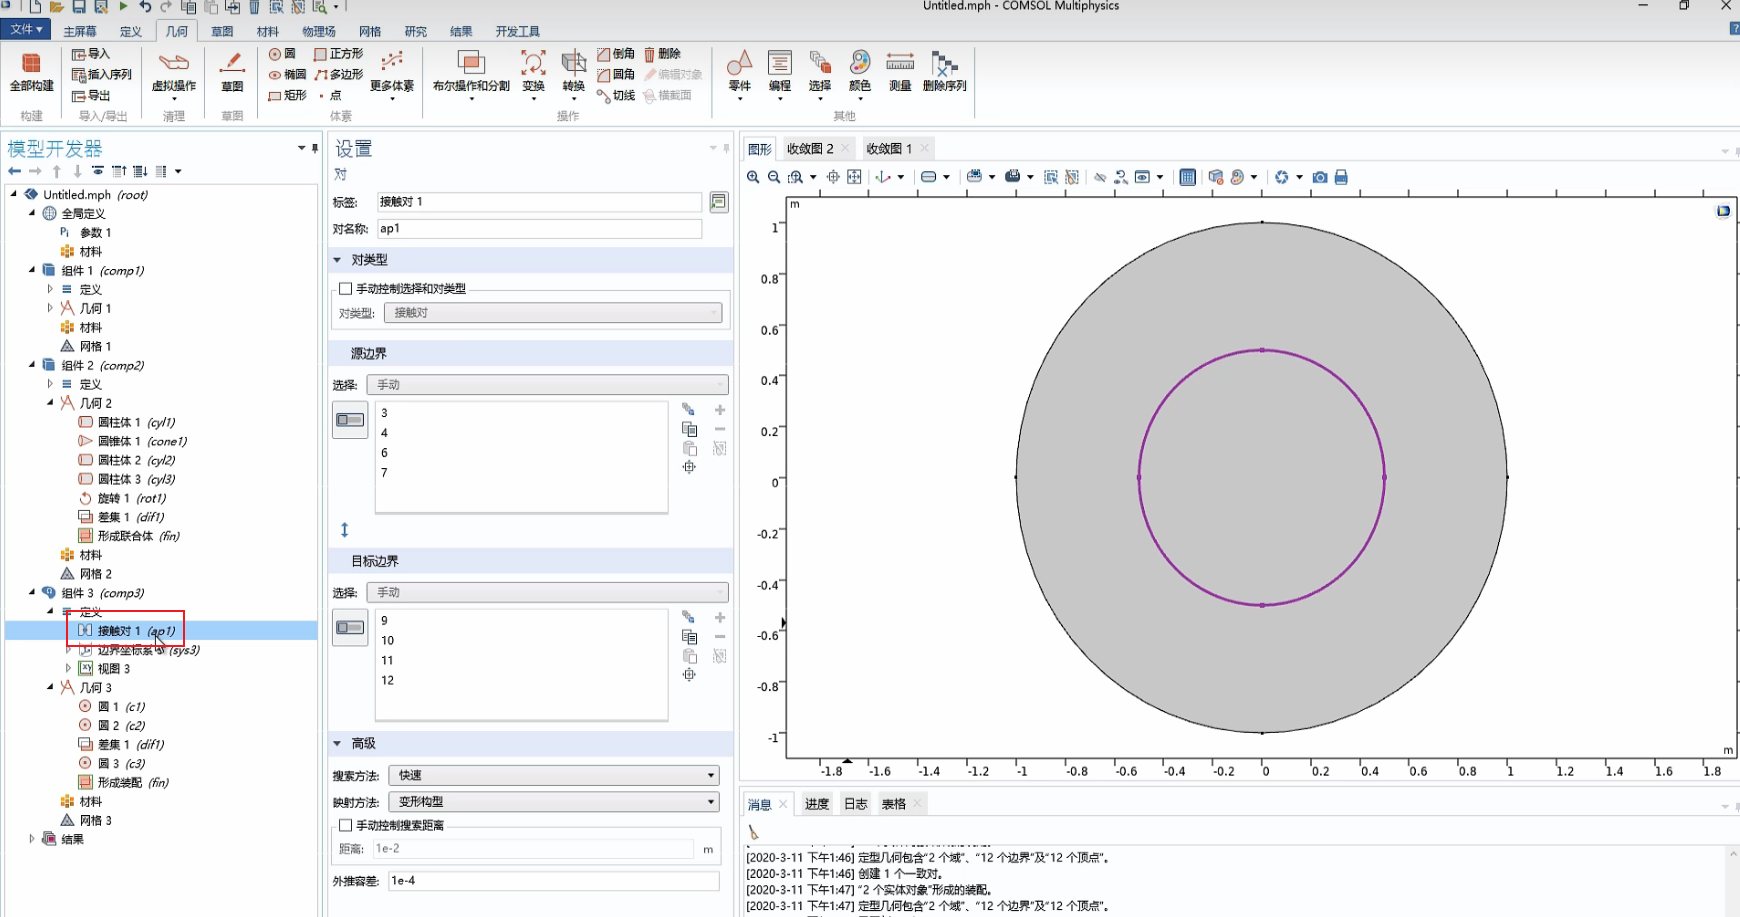 Untitled.mph - COMSOL Multiphysics
文件▼ 主屏幕 定义 几何 草图 材料 物理场 网格 研究 结果 开发工具
全部构建
构建
导入
插入序列
导出
导入/导出
虚拟操作
清理
草图
草图
圆 正方形
椭圆 多边形
矩形 点
更多体素
体素
布尔操作和分割 变换 转换
倒角 删除
圆角 编辑对象
切线 横截面
操作
零件 编程 选择 颜色 测量 删除序列
其他
模型开发器
Untitled.mph (root)
全局定义
Pi 参数 1
材料
组件 1 (comp1)
定义
几何 1
材料
网格 1
组件 2 (comp2)
定义
几何 2
圆柱体 1 (cyl1)
圆锥体 1 (cone1)
圆柱体 2 (cyl2)
圆柱体 3 (cyl3)
旋转 1 (rot1)
差集 1 (dif1)
形成联合体 (fin)
材料
网格 2
组件 3 (comp3)
定义
接触对 1 (ap1)
边界坐标系 (sys3)
视图 3
几何 3
圆 1 (c1)
圆 2 (c2)
差集 1 (dif1)
圆 3 (c3)
形成装配 (fin)
材料
网格 3
结果
设置
对
标签: 接触对 1
对名称: ap1
对类型
手动控制选择和对类型
对类型: 接触对
源边界
选择: 手动
3
4
6
7
目标边界
选择: 手动
9
10
11
12
高级
搜索方法: 快速
映射方法: 变形构型
手动控制搜索距离
距离: 1e-2 m
外推容差: 1e-4
图形 收敛图 2 收敛图 1
m
1
0.8
0.6
0.4
0.2
0
-0.2
-0.4
-0.6
-0.8
-1
m
-1.8 -1.6 -1.4 -1.2 -1 -0.8 -0.6 -0.4 -0.2 0 0.2 0.4 0.6 0.8 1 1.2 1.4 1.6 1.8
消息 进度 日志 表格
[2020-3-11 下午1:46] 定型几何包含“2 个域”、“12 个边界”及“12 个顶点”。
[2020-3-11 下午1:46] 创建 1 个一致对。
[2020-3-11 下午1:47] “2 个实体对象”形成的装配。
[2020-3-11 下午1:47] 定型几何包含“2 个域”、“12 个边界”及“12 个顶点”。